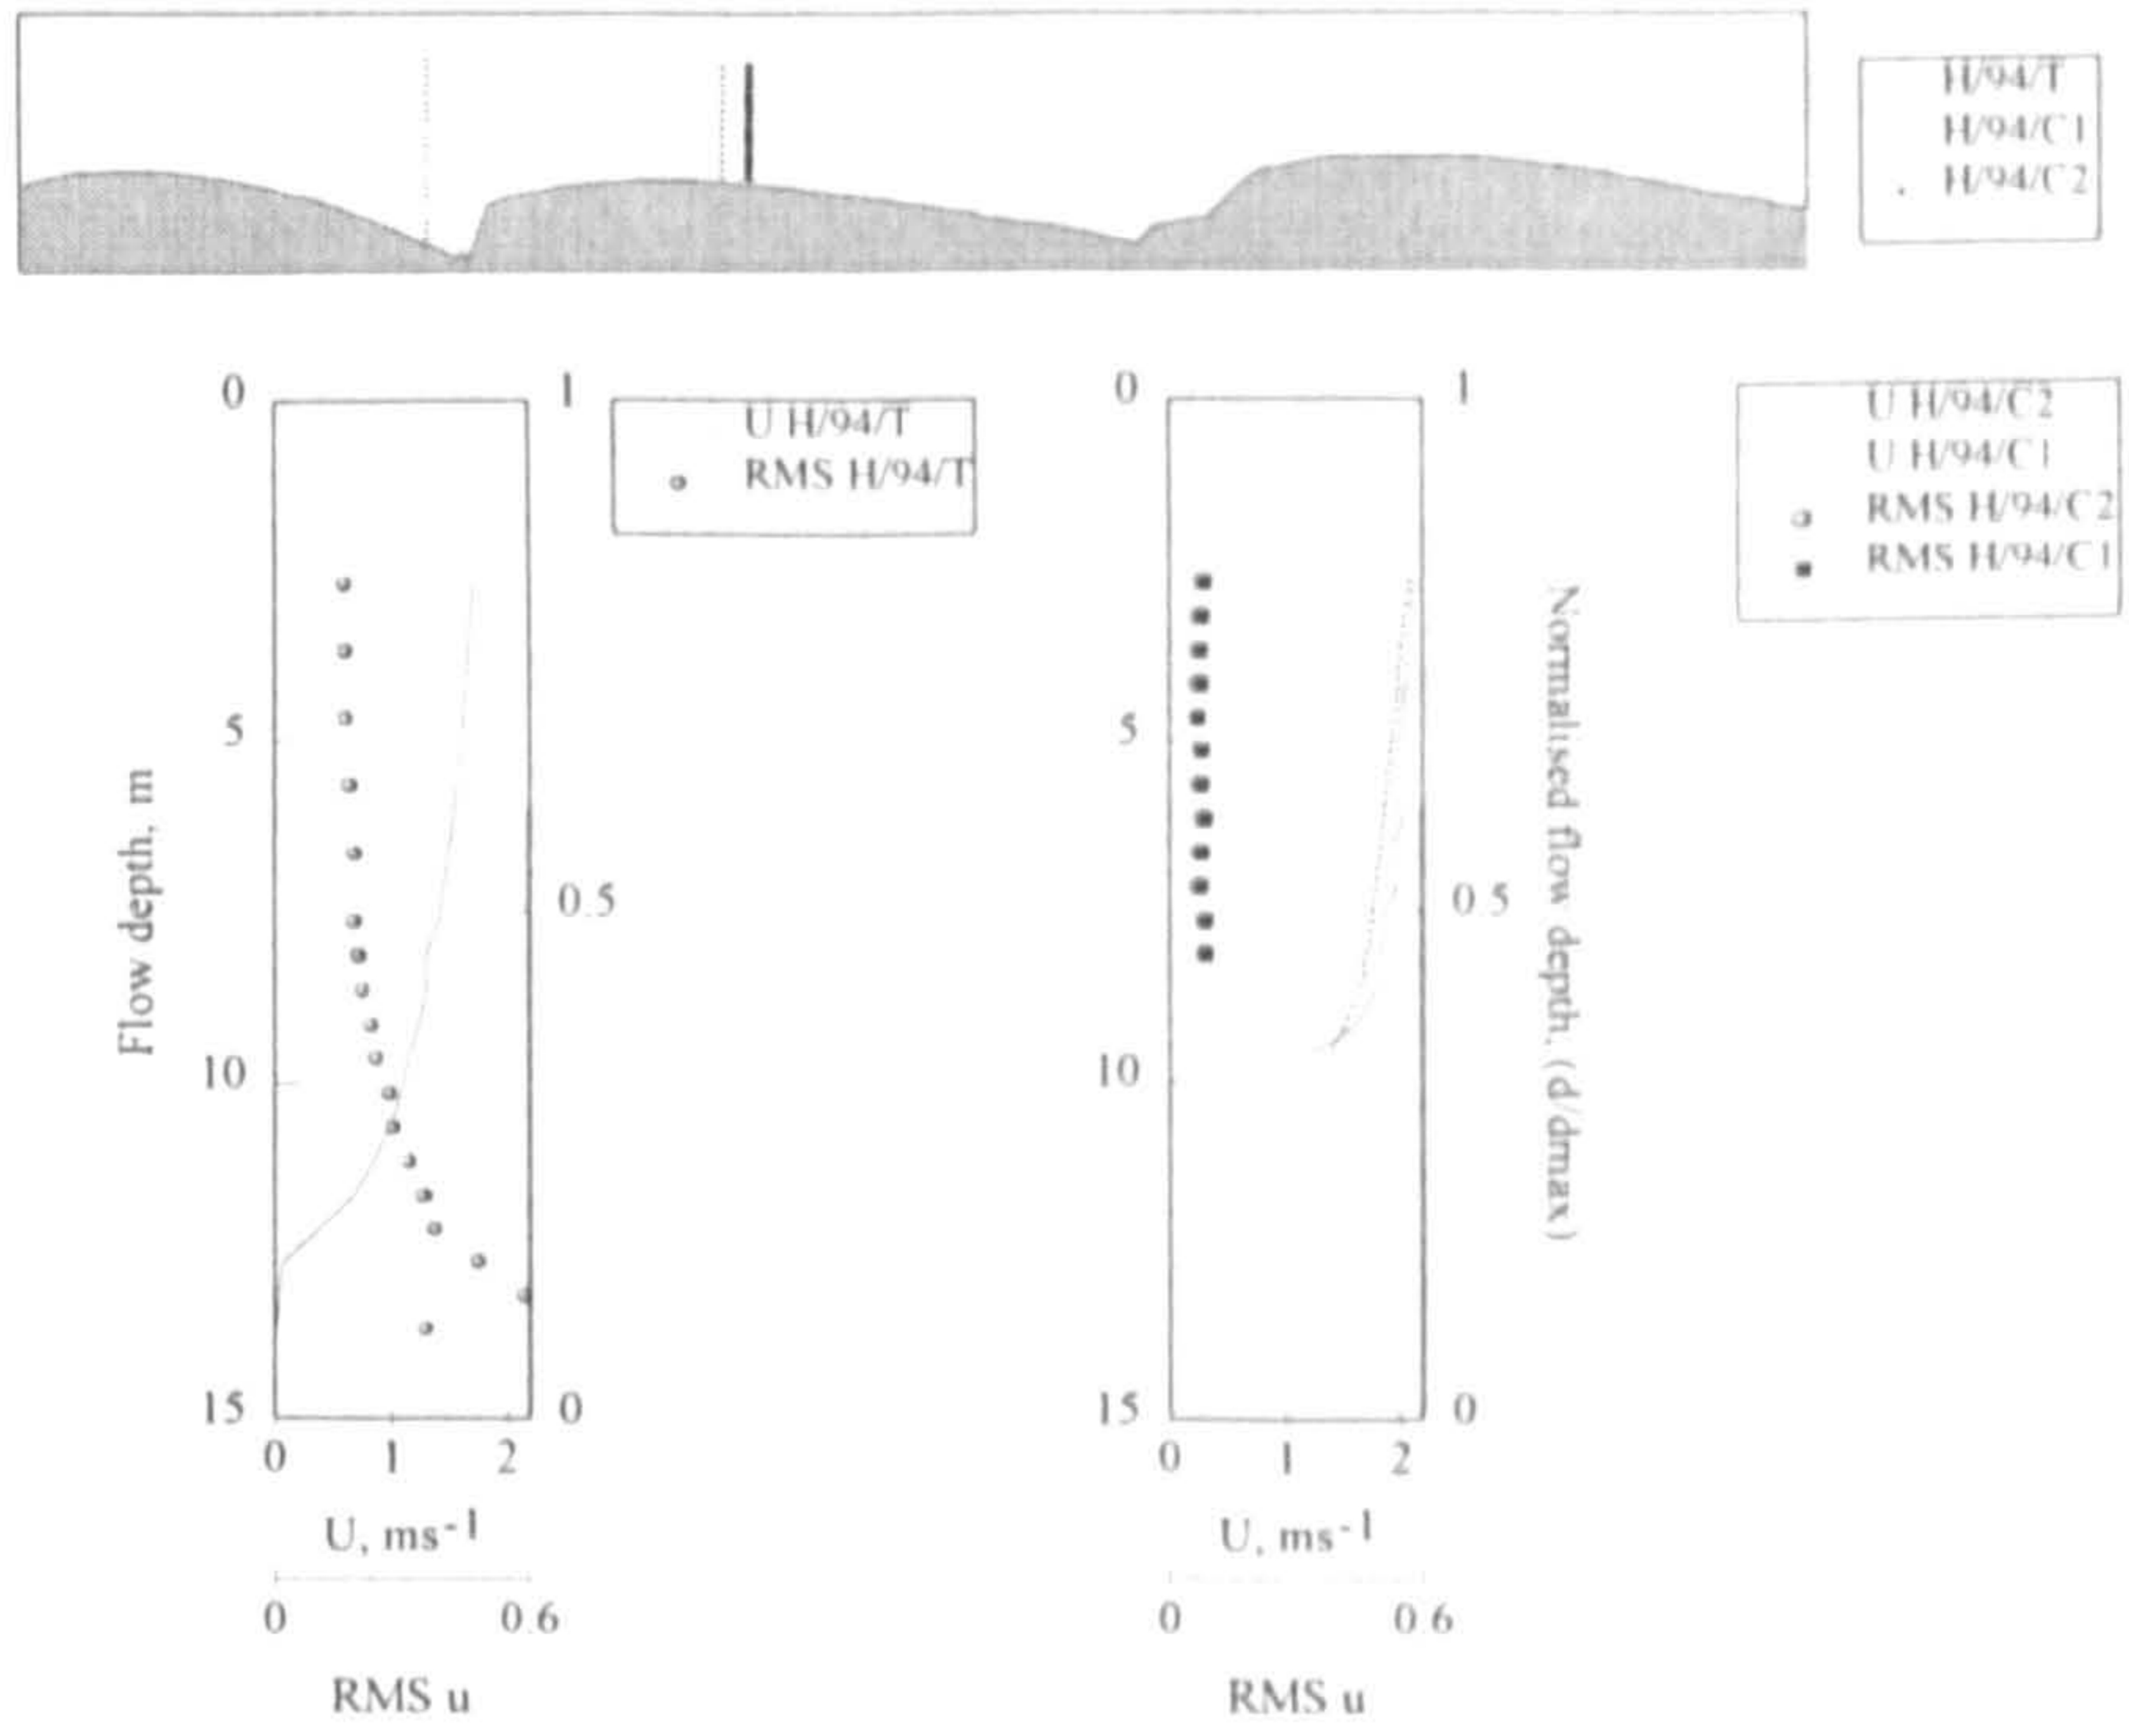 H/94/T
H/94/C1
H/94/C2
0
1
U H/94/T
RMS H/94/T
5
0.5
10
15
0
Flow depth, m
0 1 2
U, ms-1
0 0.6
RMS u
0
1
U H/94/C2
U H/94/C1
RMS H/94/C2
RMS H/94/C1
5
0.5
10
15
0
Normalised flow depth, (d/dmax)
0 1 2
U, ms-1
0 0.6
RMS u